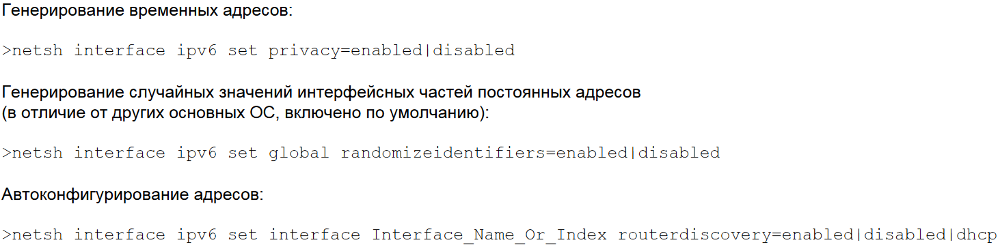 Генерирование временных адресов:
>netsh interface ipv6 set privacy=enabled|disabled
Генерирование случайных значений интерфейсных частей постоянных адресов
(в отличие от других основных ОС, включено по умолчанию):
>netsh interface ipv6 set global randomizeidentifiers=enabled|disabled
Автоконфигурирование адресов:
>netsh interface ipv6 set interface Interface_Name_Or_Index routerdiscovery=enabled|disabled|dhcp